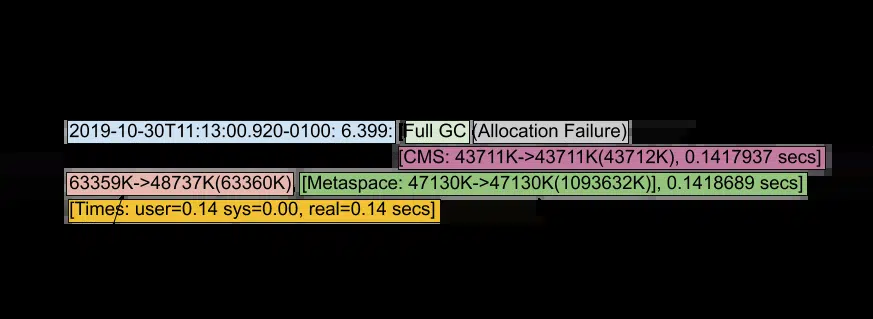 2019-10-30T11:13:00.920-0100: 6.399: [Full GC (Allocation Failure)
[CMS: 43711K->43711K(43712K), 0.1417937 secs]
63359K->48737K(63360K), [Metaspace: 47130K->47130K(1093632K)], 0.1418689 secs]
[Times: user=0.14 sys=0.00, real=0.14 secs]